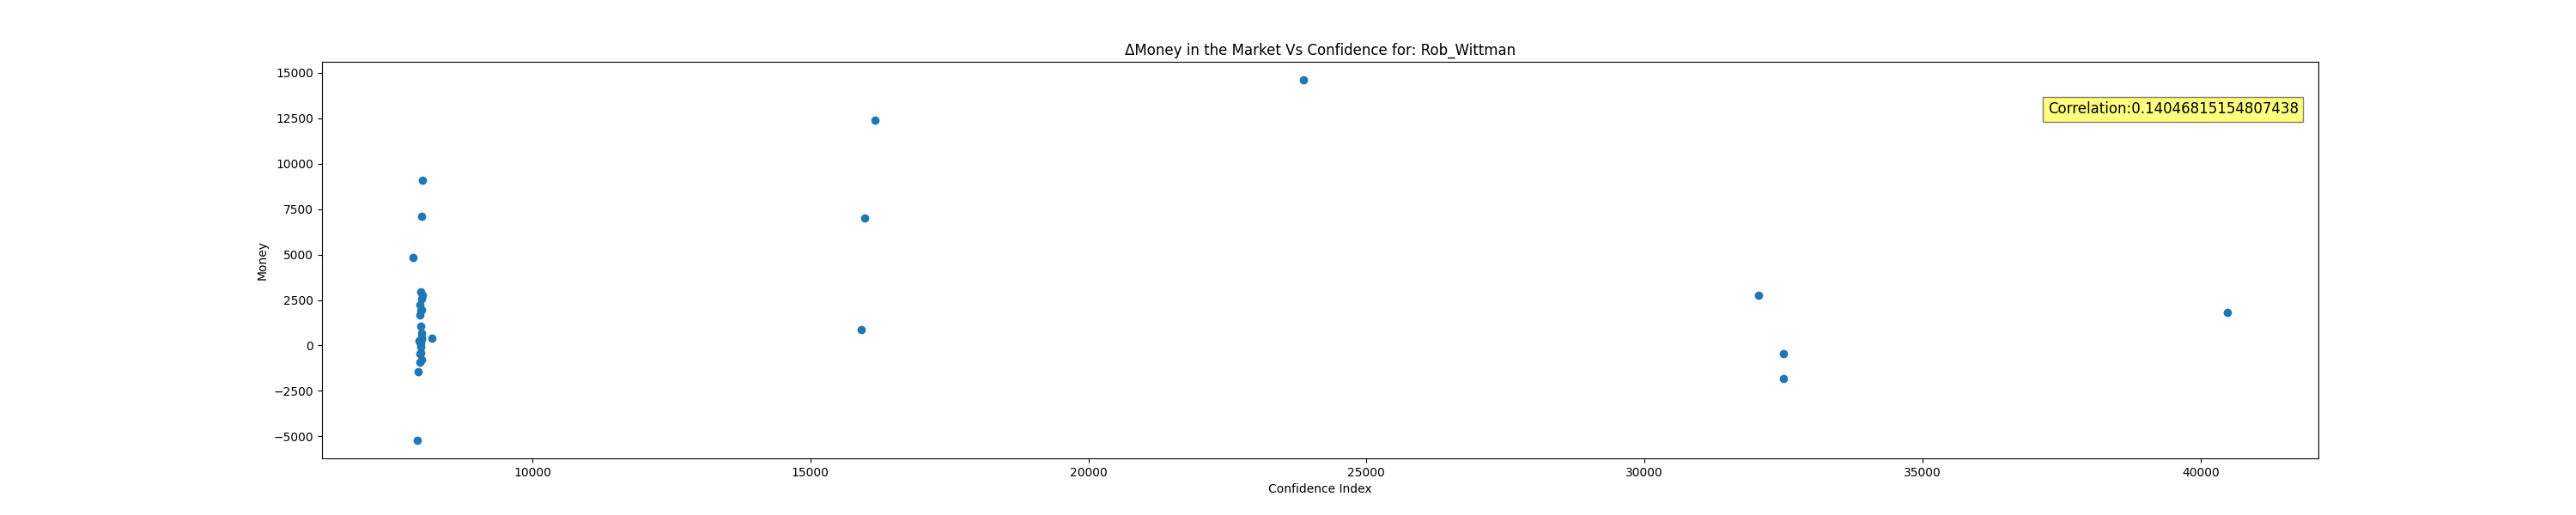 ΔMoney in the Market Vs Confidence for: Rob_Wittman
15000
12500
10000
7500
5000
2500
0
−2500
−5000
Money
Correlation:0.14046815154807438
10000 15000 20000 25000 30000 35000 40000
Confidence Index